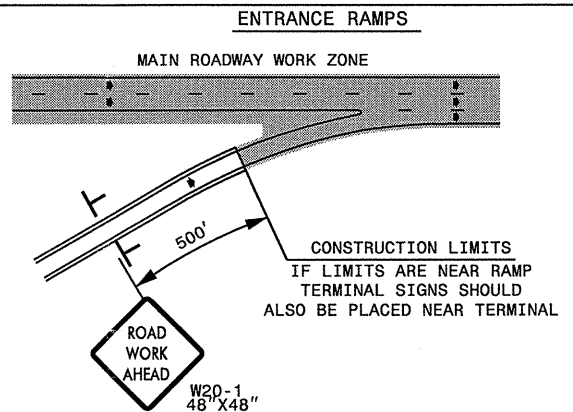 ENTRANCE RAMPS
MAIN ROADWAY WORK ZONE
500'
CONSTRUCTION LIMITS
IF LIMITS ARE NEAR RAMP
TERMINAL SIGNS SHOULD
ALSO BE PLACED NEAR TERMINAL
ROAD
WORK
AHEAD
W20-1
48"X48"